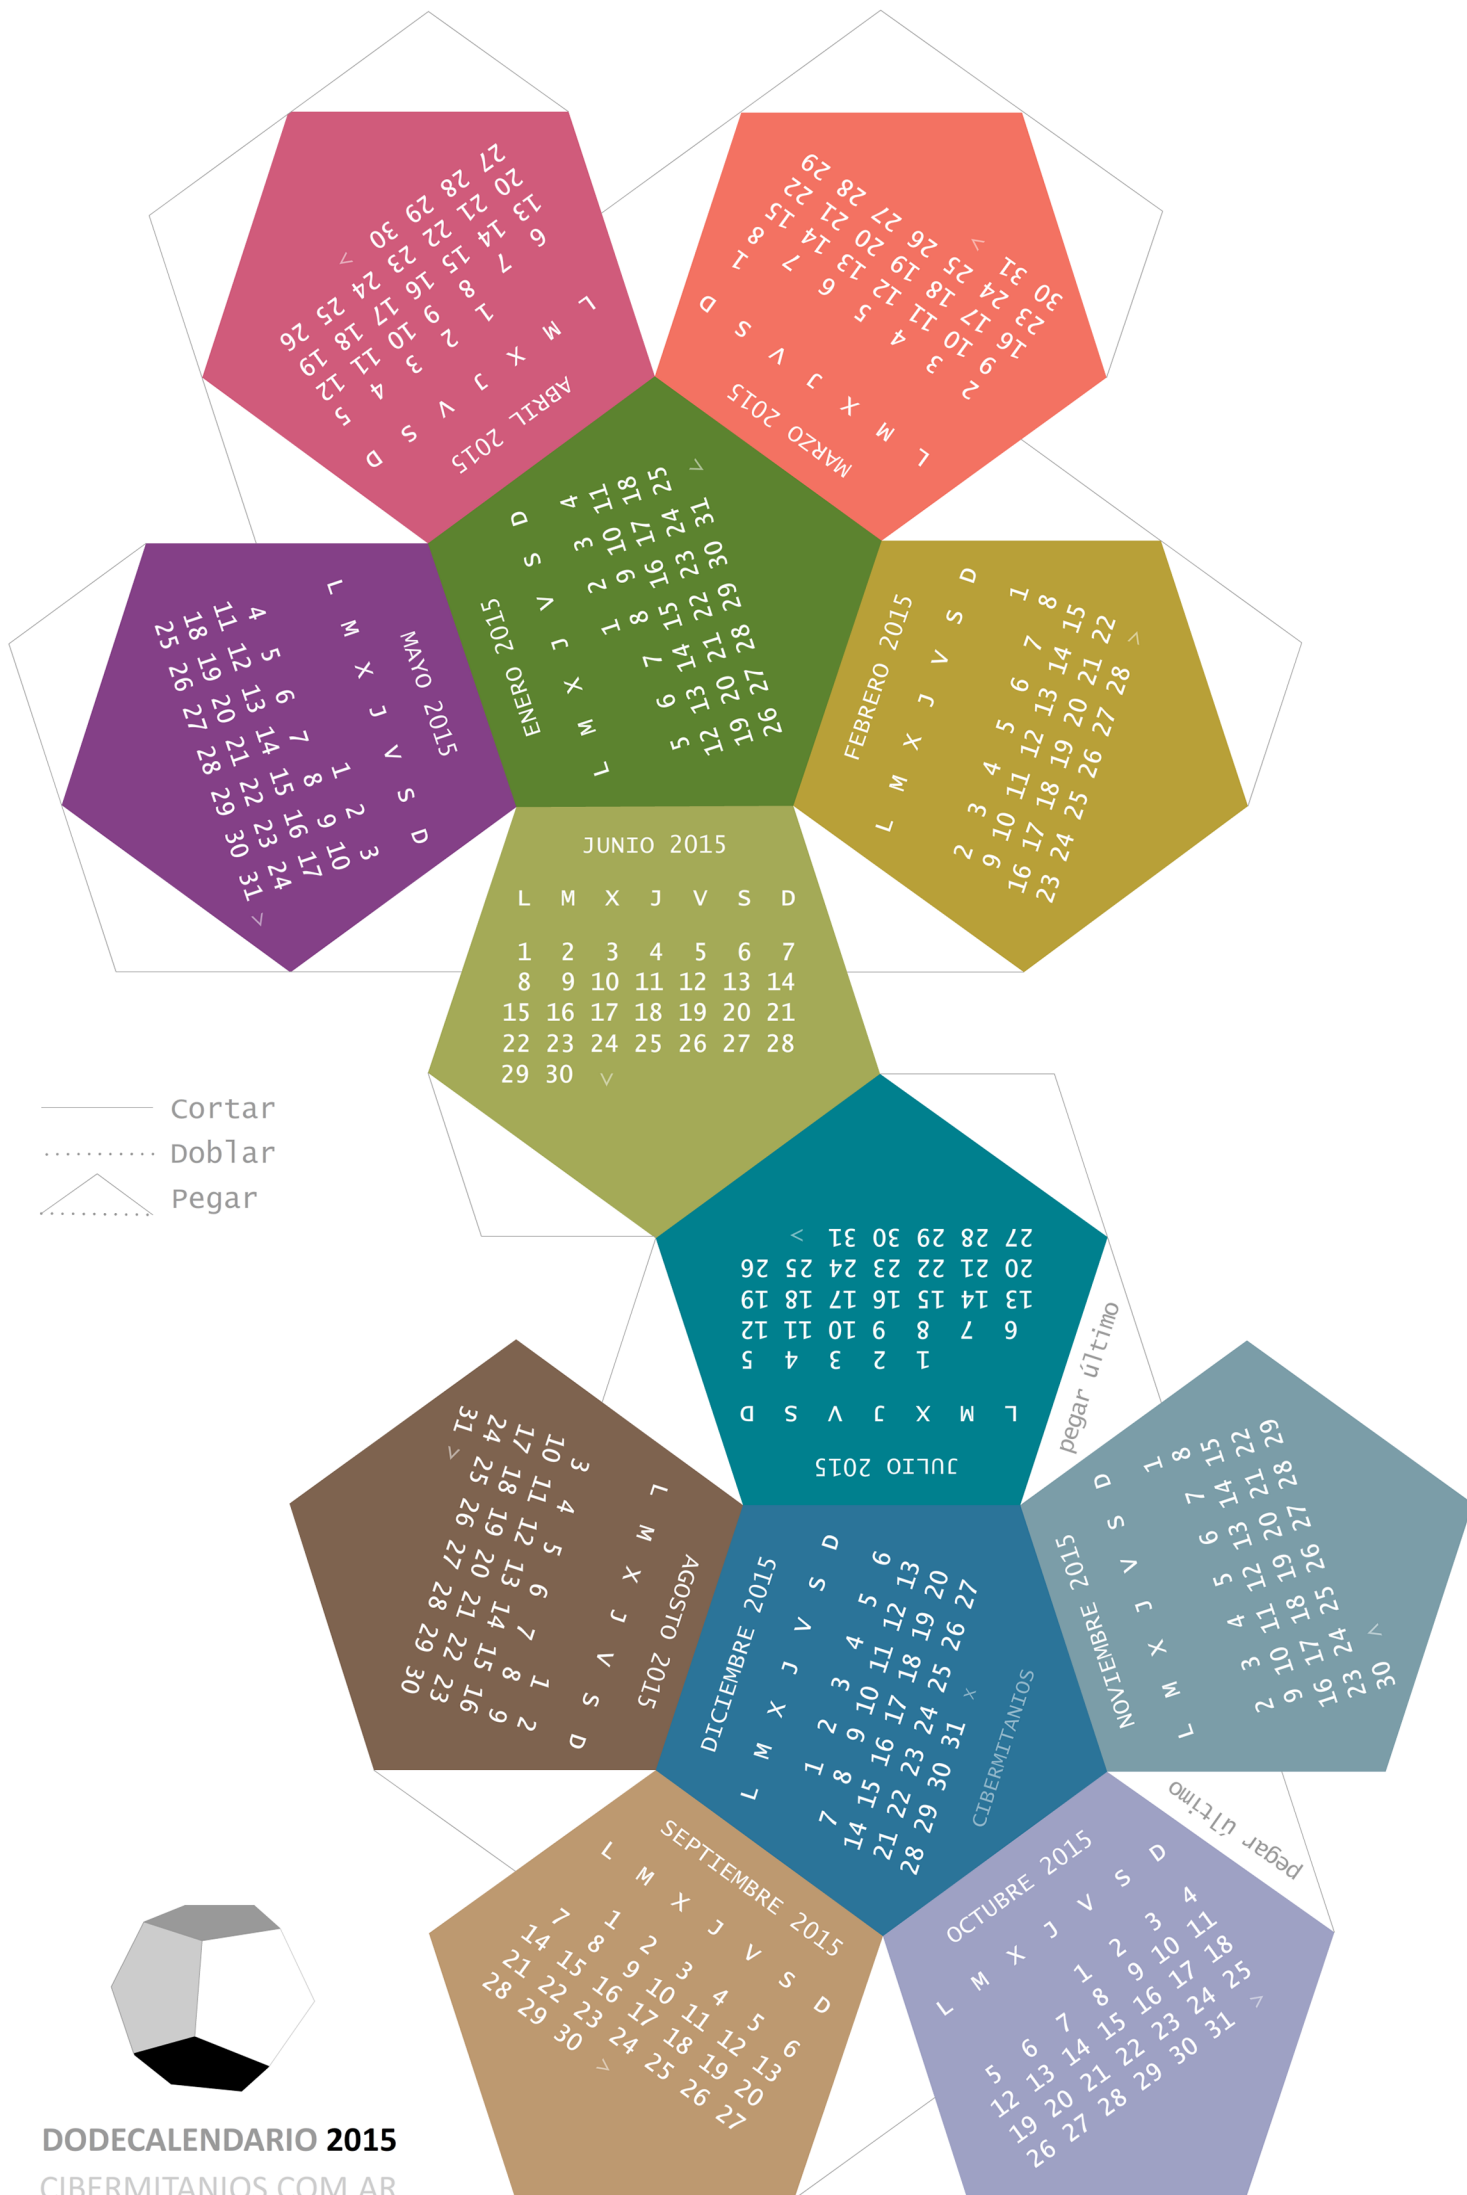 ABRIL 2015
L M X J V S D
1 2 3 4 5
6 7 8 9 10 11 12
13 14 15 16 17 18 19
20 21 22 23 24 25 26
27 28 29 30 >
MARZO 2015
L M X J V S D
1
2 3 4 5 6 7 8
9 10 11 12 13 14 15
16 17 18 19 20 21 22
23 24 25 26 27 28 29
30 31 >
MAYO 2015
L M X J V S D
1 2 3
4 5 6 7 8 9 10
11 12 13 14 15 16 17
18 19 20 21 22 23 24
25 26 27 28 29 30 31 >
ENERO 2015
L M X J V S D
1 2 3 4
5 6 7 8 9 10 11
12 13 14 15 16 17 18
19 20 21 22 23 24 25
26 27 28 29 30 31 >
FEBRERO 2015
L M X J V S D
1
2 3 4 5 6 7 8
9 10 11 12 13 14 15
16 17 18 19 20 21 22
23 24 25 26 27 28 >
JUNIO 2015
L M X J V S D
1 2 3 4 5 6 7
8 9 10 11 12 13 14
15 16 17 18 19 20 21
22 23 24 25 26 27 28
29 30 >
Cortar
Doblar
Pegar
JULIO 2015
L M X J V S D
1 2 3 4 5
6 7 8 9 10 11 12
13 14 15 16 17 18 19
20 21 22 23 24 25 26
27 28 29 30 31 >
pegar último
AGOSTO 2015
L M X J V S D
1 2
3 4 5 6 7 8 9
10 11 12 13 14 15 16
17 18 19 20 21 22 23
24 25 26 27 28 29 30
31 >
DICIEMBRE 2015
L M X J V S D
1 2 3 4 5 6
7 8 9 10 11 12 13
14 15 16 17 18 19 20
21 22 23 24 25 26 27
28 29 30 31 x
CIBERMITANIOS
NOVIEMBRE 2015
L M X J V S D
1
2 3 4 5 6 7 8
9 10 11 12 13 14 15
16 17 18 19 20 21 22
23 24 25 26 27 28 29
30 >
pegar último
SEPTIEMBRE 2015
L M X J V S D
1 2 3 4 5 6
7 8 9 10 11 12 13
14 15 16 17 18 19 20
21 22 23 24 25 26 27
28 29 30 >
OCTUBRE 2015
L M X J V S D
1 2 3 4
5 6 7 8 9 10 11
12 13 14 15 16 17 18
19 20 21 22 23 24 25
26 27 28 29 30 31 >
DODECALENDARIO 2015
CIBERMITANIOS.COM.AR